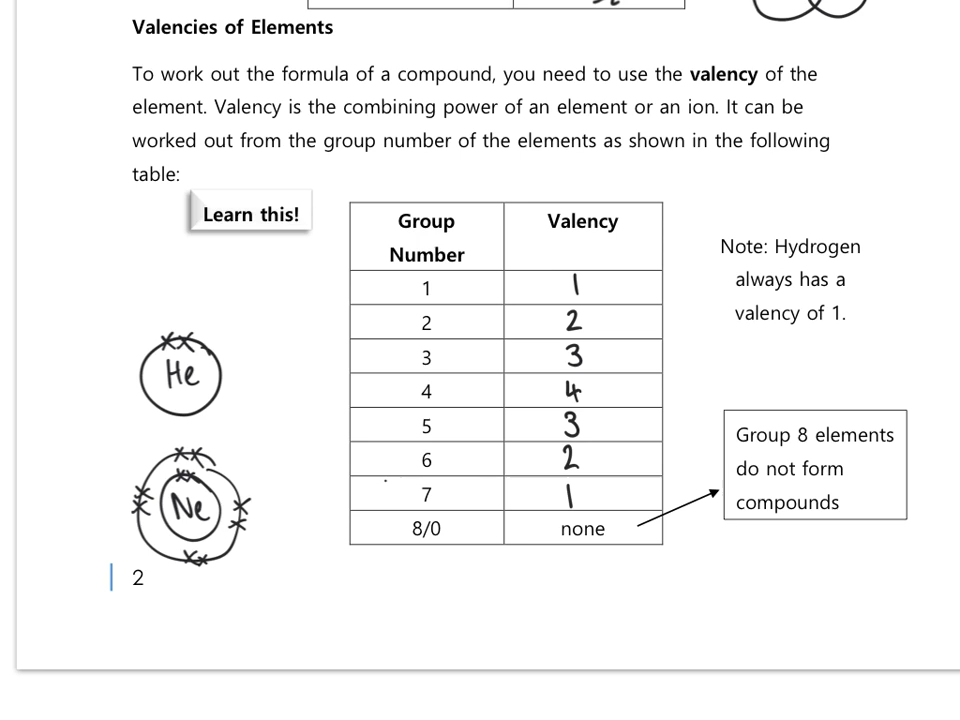 Valencies of Elements
To work out the formula of a compound, you need to use the valency of the
element. Valency is the combining power of an element or an ion. It can be
worked out from the group number of the elements as shown in the following
table:
Learn this!
Group Number Valency
1 1
2 2
3 3
4 4
5 3
6 2
7 1
8/0 none
Note: Hydrogen
always has a
valency of 1.
He
Ne
Group 8 elements
do not form
compounds
2